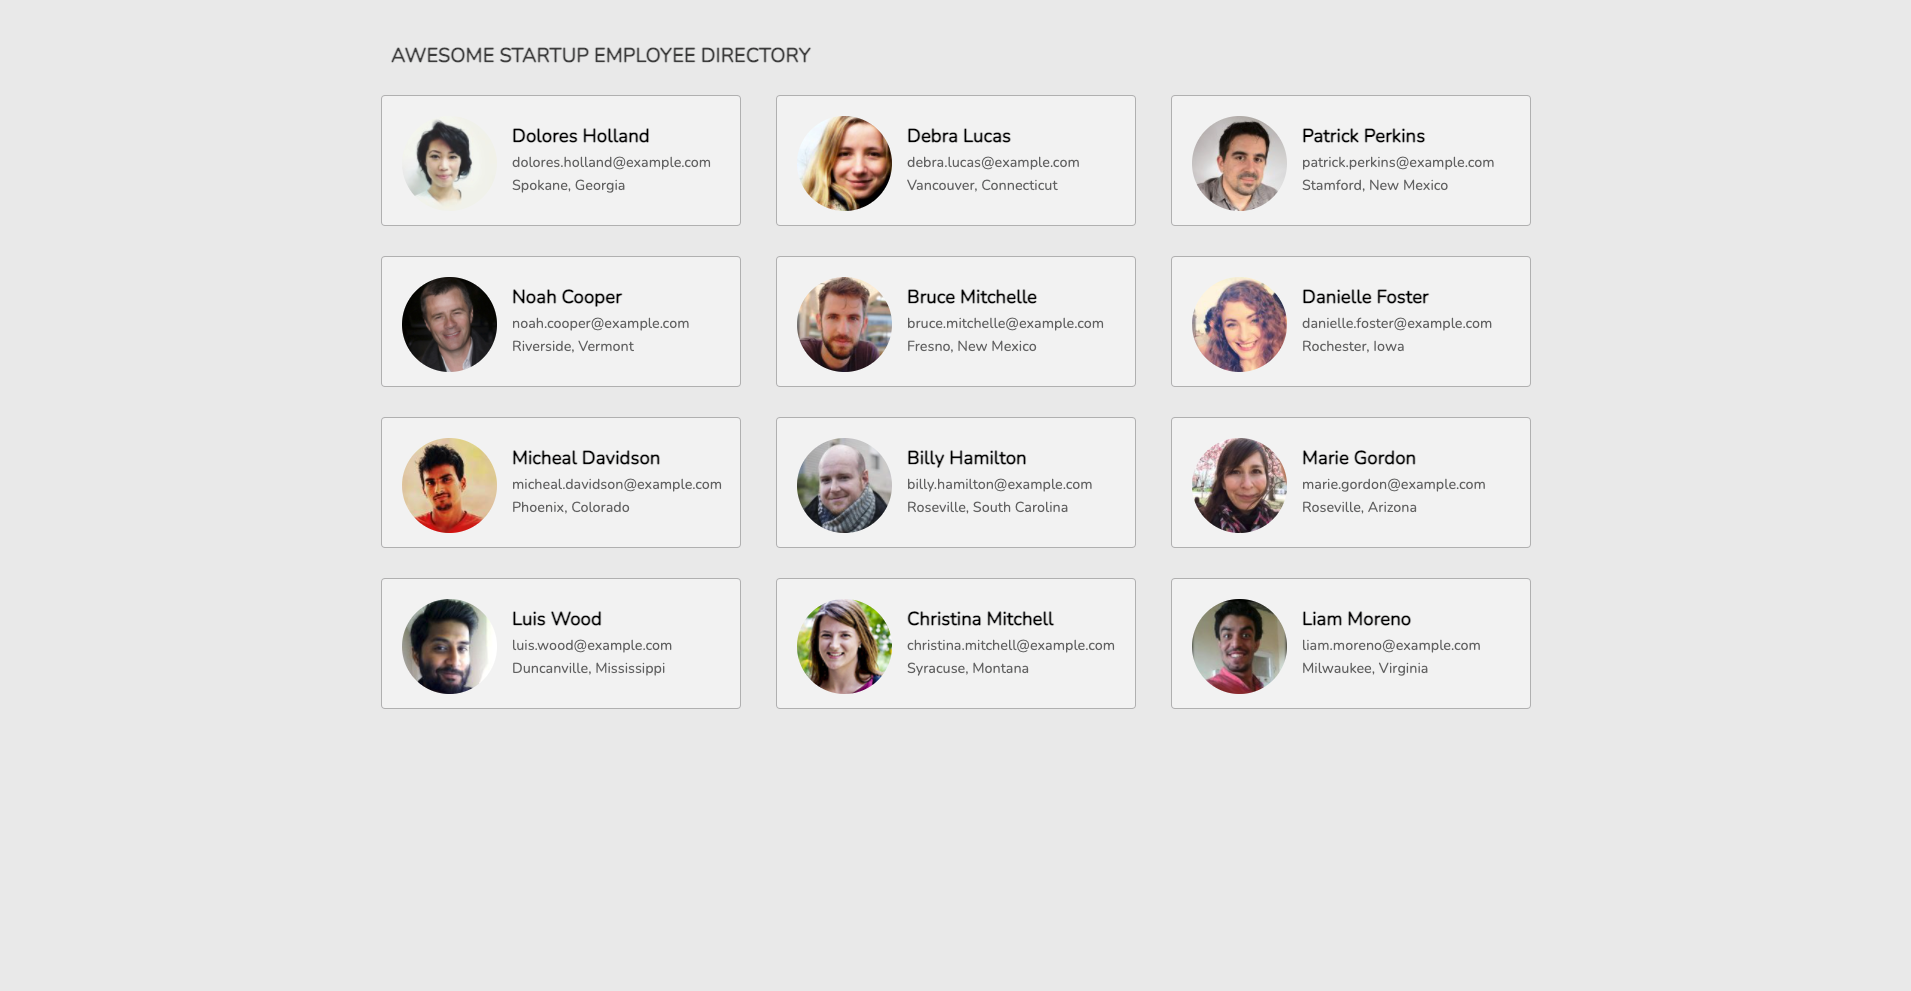 AWESOME STARTUP EMPLOYEE DIRECTORY
Dolores Holland
dolores.holland@example.com
Spokane, Georgia
Debra Lucas
debra.lucas@example.com
Vancouver, Connecticut
Patrick Perkins
patrick.perkins@example.com
Stamford, New Mexico
Noah Cooper
noah.cooper@example.com
Riverside, Vermont
Bruce Mitchelle
bruce.mitchelle@example.com
Fresno, New Mexico
Danielle Foster
danielle.foster@example.com
Rochester, Iowa
Micheal Davidson
micheal.davidson@example.com
Phoenix, Colorado
Billy Hamilton
billy.hamilton@example.com
Roseville, South Carolina
Marie Gordon
marie.gordon@example.com
Roseville, Arizona
Luis Wood
luis.wood@example.com
Duncanville, Mississippi
Christina Mitchell
christina.mitchell@example.com
Syracuse, Montana
Liam Moreno
liam.moreno@example.com
Milwaukee, Virginia